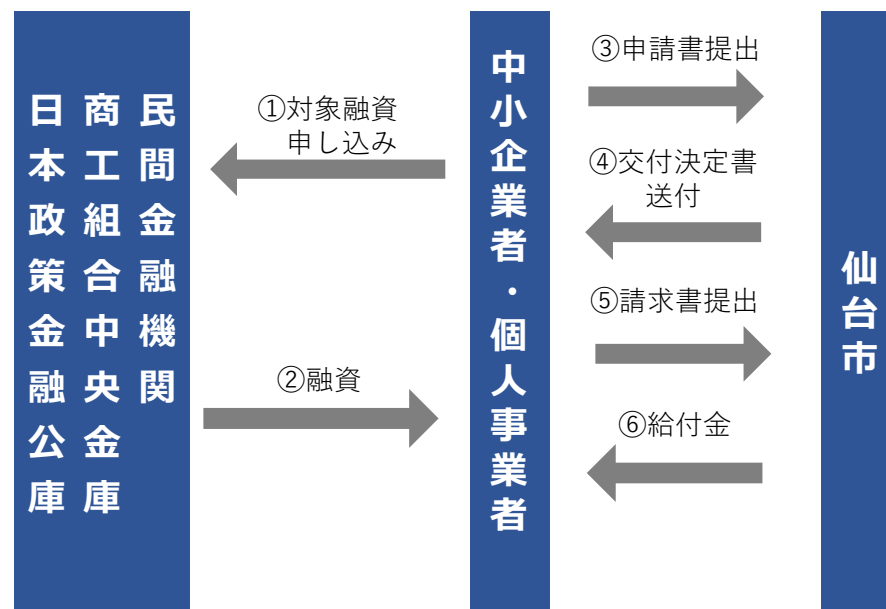 民間金融機関
商工組合中央金庫
日本政策金融公庫
①対象融資
申し込み
②融資
中小企業者・個人事業者
③申請書提出
④交付決定書
送付
⑤請求書提出
⑥給付金
仙台市